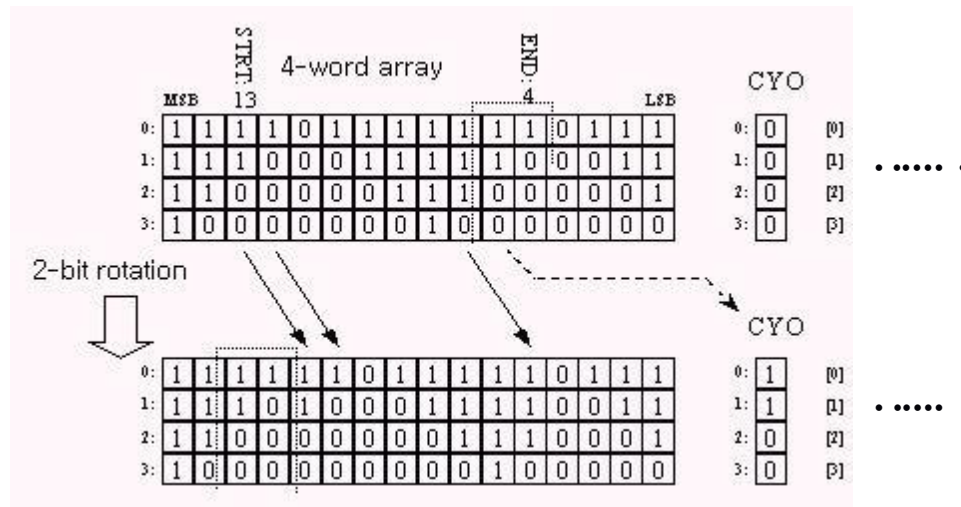 STRT:
13
4-word array
END:
4
CYO
MSB LSB
0: 1 1 1 1 0 1 1 1 1 1 1 1 0 1 1 1 0: 0 [0]
1: 1 1 1 0 0 0 1 1 1 1 1 0 0 0 1 1 1: 0 [1]
2: 1 1 0 0 0 0 0 1 1 1 0 0 0 0 0 1 2: 0 [2]
3: 1 0 0 0 0 0 0 0 1 0 0 0 0 0 0 0 3: 0 [3]
2-bit rotation
CYO
0: 1 1 1 1 1 1 0 1 1 1 1 1 0 1 1 1 0: 1 [0]
1: 1 1 1 0 1 0 0 0 1 1 1 1 0 0 1 1 1: 1 [1]
2: 1 1 0 0 0 0 0 0 0 1 1 1 0 0 0 1 2: 0 [2]
3: 1 0 0 0 0 0 0 0 0 0 1 0 0 0 0 0 3: 0 [3]